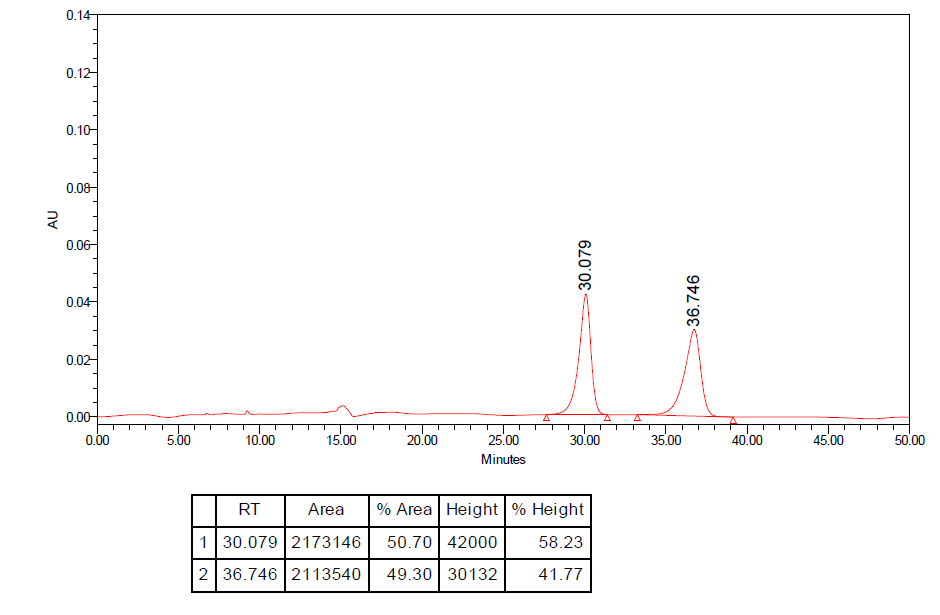 0.14
0.12
0.10
0.08
0.06
0.04
0.02
0.00
AU
30.079
36.746
0.00 5.00 10.00 15.00 20.00 25.00 30.00 35.00 40.00 45.00 50.00
Minutes
RT Area % Area Height % Height
1 30.079 2173146 50.70 42000 58.23
2 36.746 2113540 49.30 30132 41.77